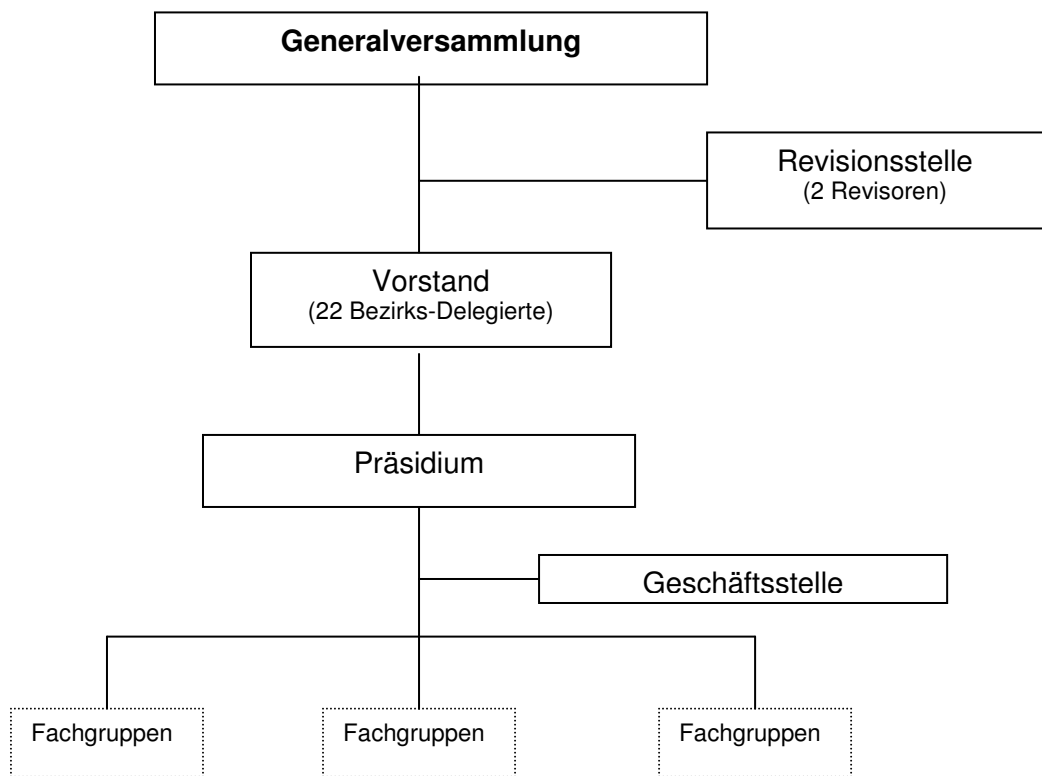 Generalversammlung
Revisionsstelle
(2 Revisoren)
Vorstand
(22 Bezirks-Delegierte)
Präsidium
Geschäftsstelle
Fachgruppen
Fachgruppen
Fachgruppen